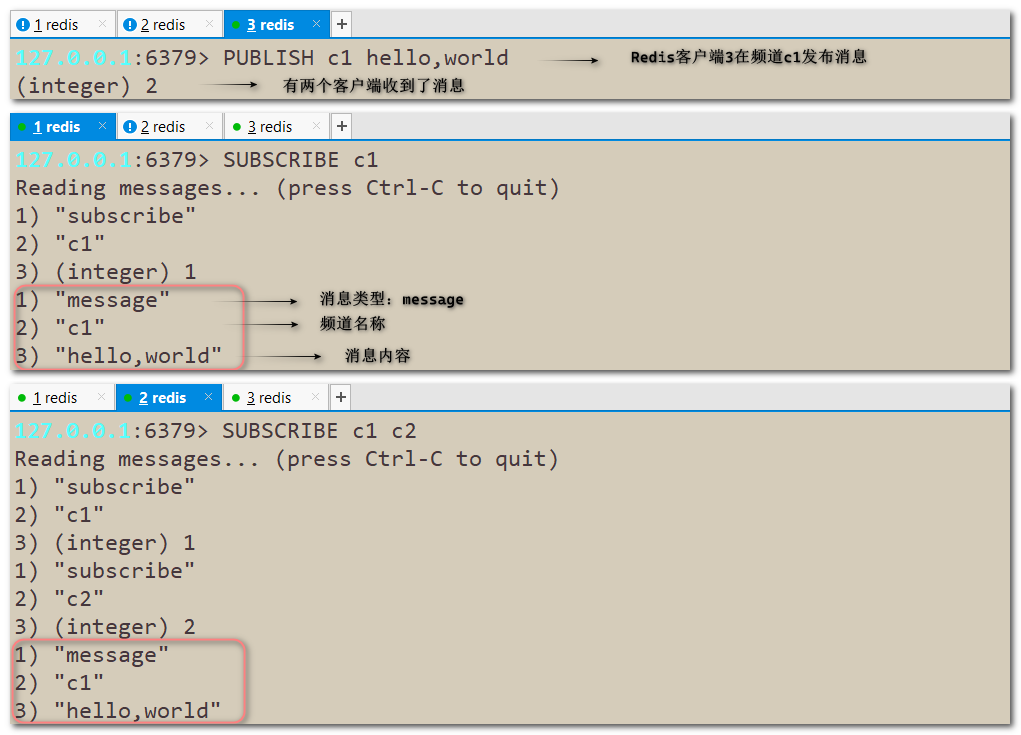 1 redis 2 redis 3 redis
127.0.0.1:6379> PUBLISH c1 hello,world Redis客户端3在频道c1发布消息
(integer) 2 有两个客户端收到了消息
1 redis 2 redis 3 redis
127.0.0.1:6379> SUBSCRIBE c1
Reading messages... (press Ctrl-C to quit)
1) "subscribe"
2) "c1"
3) (integer) 1
1) "message" 消息类型：message
2) "c1" 频道名称
3) "hello,world" 消息内容
1 redis 2 redis 3 redis
127.0.0.1:6379> SUBSCRIBE c1 c2
Reading messages... (press Ctrl-C to quit)
1) "subscribe"
2) "c1"
3) (integer) 1
1) "subscribe"
2) "c2"
3) (integer) 2
1) "message"
2) "c1"
3) "hello,world"